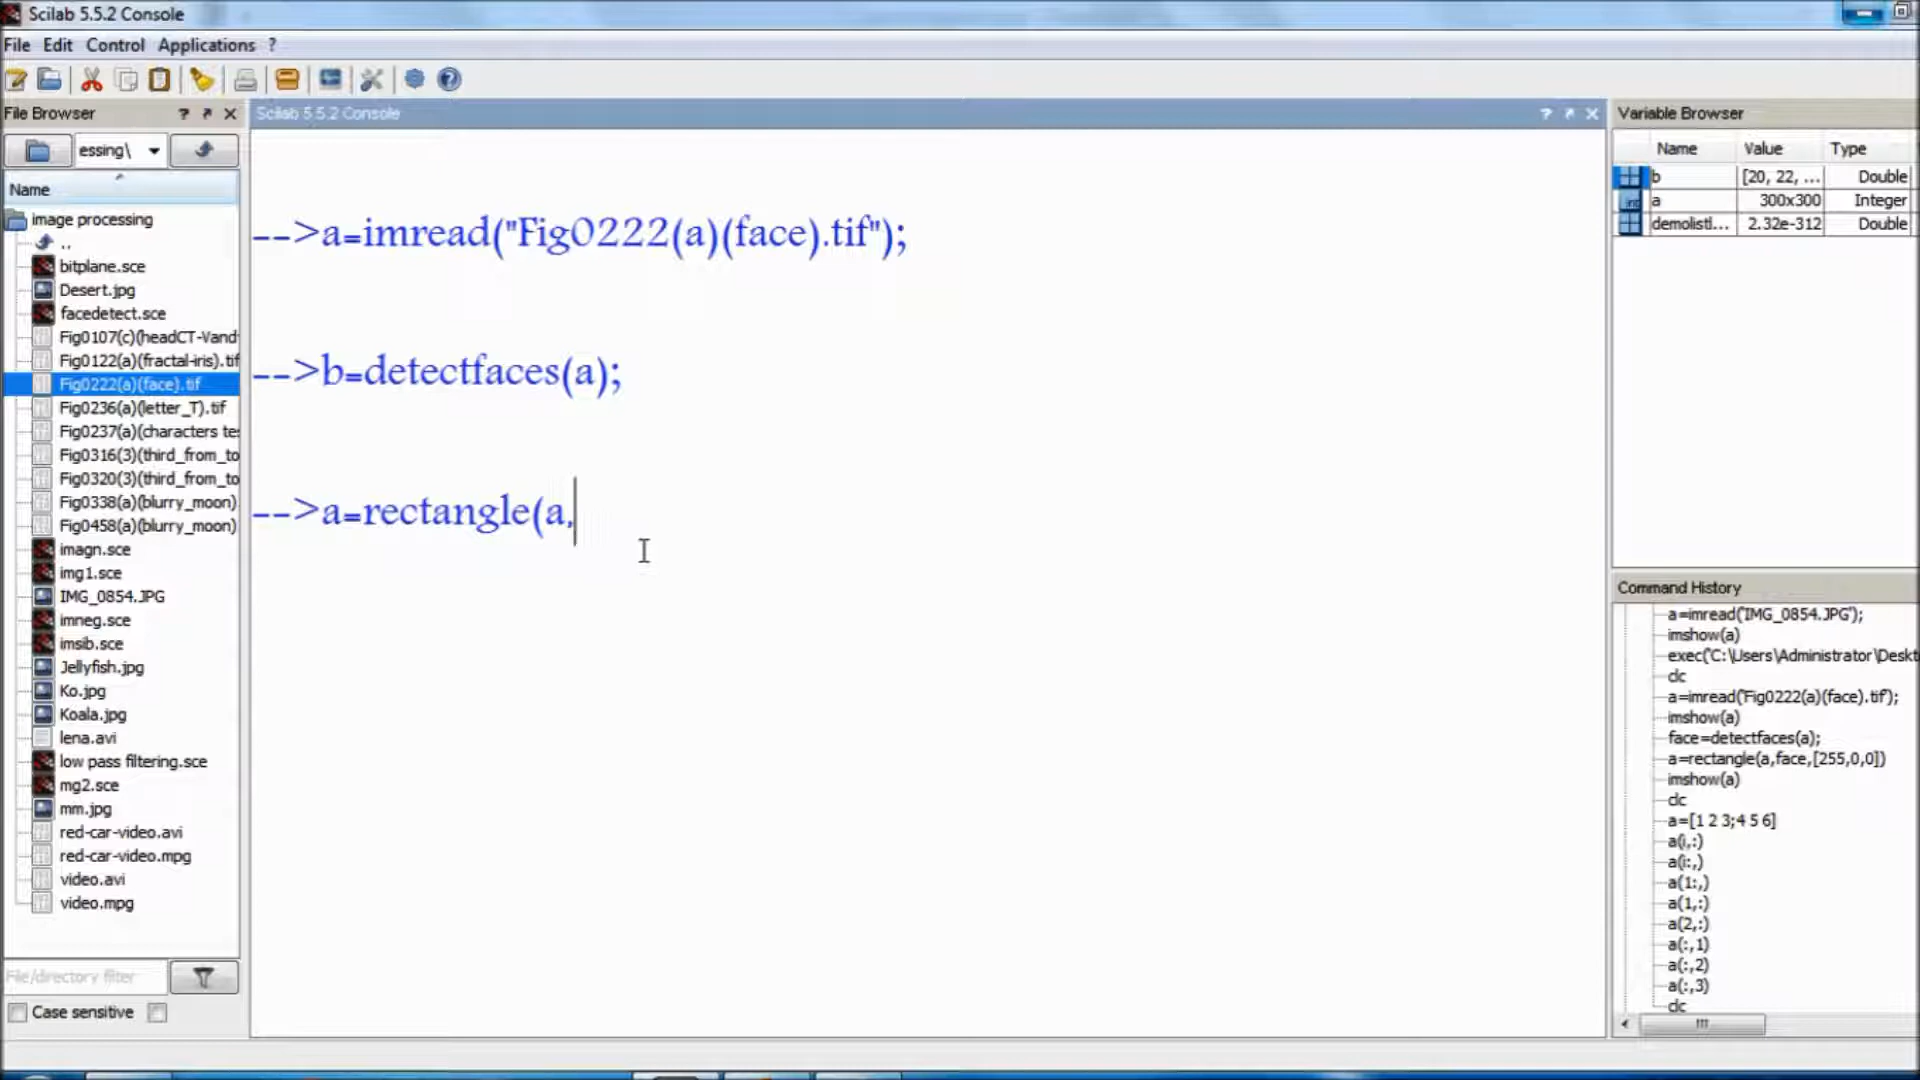 Scilab 5.5.2 Console
File Edit Control Applications ?
File Browser
essing\
Name
image processing
..
bitplane.sce
Desert.jpg
facedetect.sce
Fig0107(c)(headCT-Vand
Fig0122(a)(fractal-iris).tif
Fig0222(a)(face).tif
Fig0236(a)(letter_T).tif
Fig0237(a)(characters te
Fig0316(3)(third_from_to
Fig0320(3)(third_from_to
Fig0338(a)(blurry_moon)
Fig0458(a)(blurry_moon)
imagn.sce
img1.sce
IMG_0854.JPG
imneg.sce
imsib.sce
Jellyfish.jpg
Ko.jpg
Koala.jpg
lena.avi
low pass filtering.sce
mg2.sce
mm.jpg
red-car-video.avi
red-car-video.mpg
video.avi
video.mpg
File/directory filter
Case sensitive
Scilab 5.5.2 Console
-->a=imread("Fig0222(a)(face).tif");
-->b=detectfaces(a);
-->a=rectangle(a,
Variable Browser
Name Value Type
b [20, 22, ... Double
a 300x300 Integer
demolistl... 2.32e-312 Double
Command History
a=imread('IMG_0854.JPG');
imshow(a)
exec('C:\Users\Administrator\Deskt
clc
a=imread('Fig0222(a)(face).tif');
imshow(a)
face=detectfaces(a);
a=rectangle(a,face,[255,0,0])
imshow(a)
clc
a=[1 2 3;4 5 6]
a(i,:)
a(i:,)
a(1:,)
a(1,:)
a(2,:)
a(:,1)
a(:,2)
a(:,3)
clc